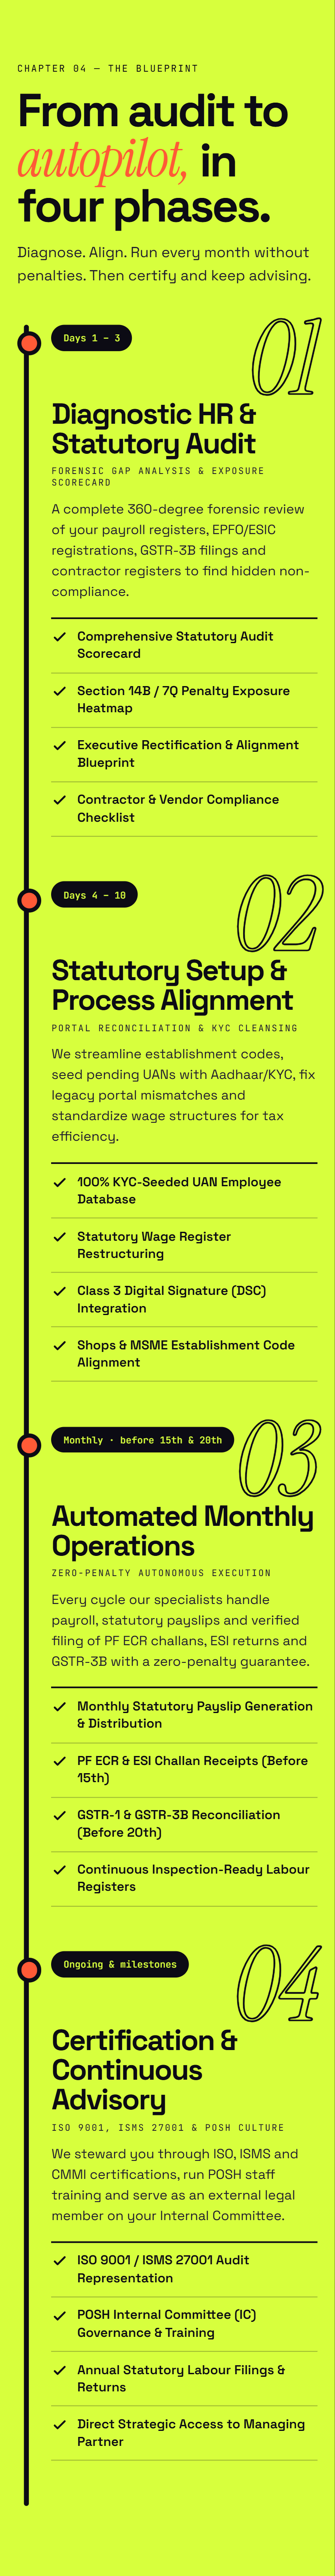 CHAPTER 04 — THE BLUEPRINT
From audit to
autopilot, in
four phases.
Diagnose. Align. Run every month without
penalties. Then certify and keep advising.
Days 1 – 3
01
Diagnostic HR &
Statutory Audit
FORENSIC GAP ANALYSIS & EXPOSURE
SCORECARD
A complete 360-degree forensic review
of your payroll registers, EPFO/ESIC
registrations, GSTR-3B filings and
contractor registers to find hidden non-
compliance.
Comprehensive Statutory Audit
Scorecard
Section 14B / 7Q Penalty Exposure
Heatmap
Executive Rectification & Alignment
Blueprint
Contractor & Vendor Compliance
Checklist
Days 4 – 10
02
Statutory Setup &
Process Alignment
PORTAL RECONCILIATION & KYC CLEANSING
We streamline establishment codes,
seed pending UANs with Aadhaar/KYC, fix
legacy portal mismatches and
standardize wage structures for tax
efficiency.
100% KYC-Seeded UAN Employee
Database
Statutory Wage Register
Restructuring
Class 3 Digital Signature (DSC)
Integration
Shops & MSME Establishment Code
Alignment
Monthly · before 15th & 20th
03
Automated Monthly
Operations
ZERO-PENALTY AUTONOMOUS EXECUTION
Every cycle our specialists handle
payroll, statutory payslips and verified
filing of PF ECR challans, ESI returns and
GSTR-3B with a zero-penalty guarantee.
Monthly Statutory Payslip Generation
& Distribution
PF ECR & ESI Challan Receipts (Before
15th)
GSTR-1 & GSTR-3B Reconciliation
(Before 20th)
Continuous Inspection-Ready Labour
Registers
Ongoing & milestones
04
Certification &
Continuous
Advisory
ISO 9001, ISMS 27001 & POSH CULTURE
We steward you through ISO, ISMS and
CMMI certifications, run POSH staff
training and serve as an external legal
member on your Internal Committee.
ISO 9001 / ISMS 27001 Audit
Representation
POSH Internal Committee (IC)
Governance & Training
Annual Statutory Labour Filings &
Returns
Direct Strategic Access to Managing
Partner